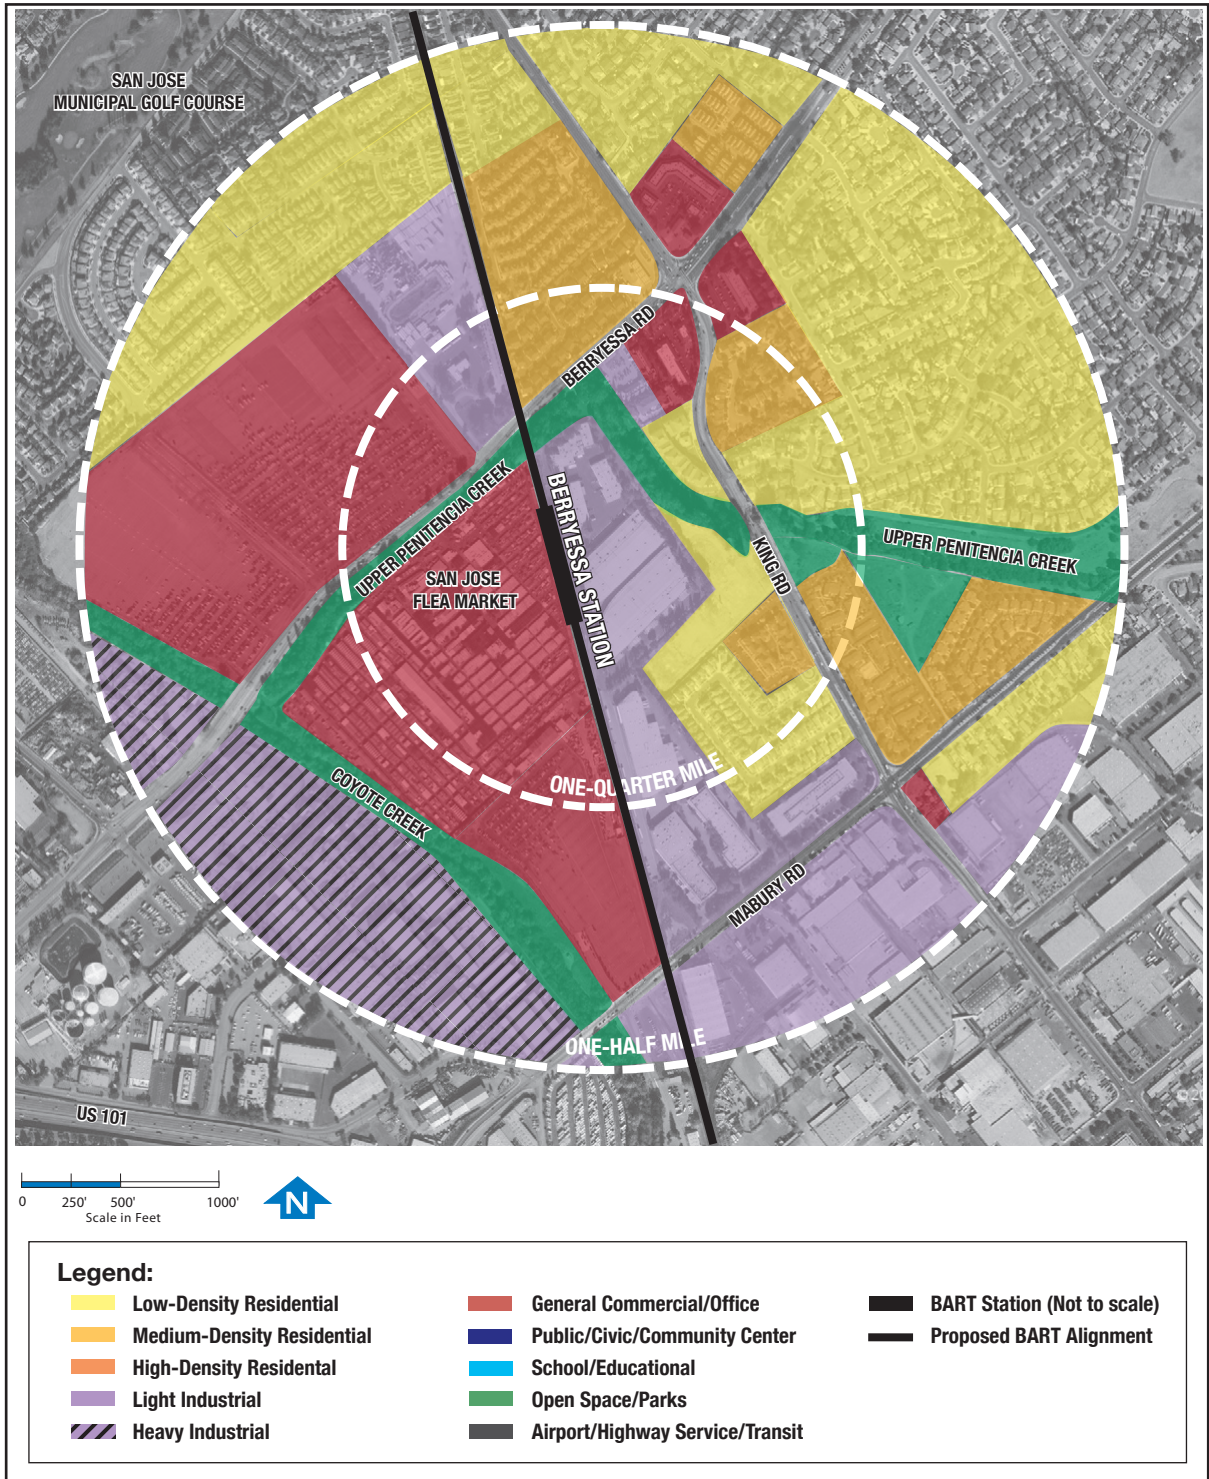 SAN JOSE
MUNICIPAL GOLF COURSE
BERRYESSA RD
UPPER PENITENCIA CREEK
BERRYESSA STATION
UPPER PENITENCIA CREEK
KING RD
SAN JOSE
FLEA MARKET
ONE-QUARTER MILE
COYOTE CREEK
MABURY RD
ONE-HALF MILE
US 101
0 250' 500' 1000'
Scale in Feet
N
Legend:
Low-Density Residential
Medium-Density Residential
High-Density Residental
Light Industrial
Heavy Industrial
General Commercial/Office
Public/Civic/Community Center
School/Educational
Open Space/Parks
Airport/Highway Service/Transit
BART Station (Not to scale)
Proposed BART Alignment